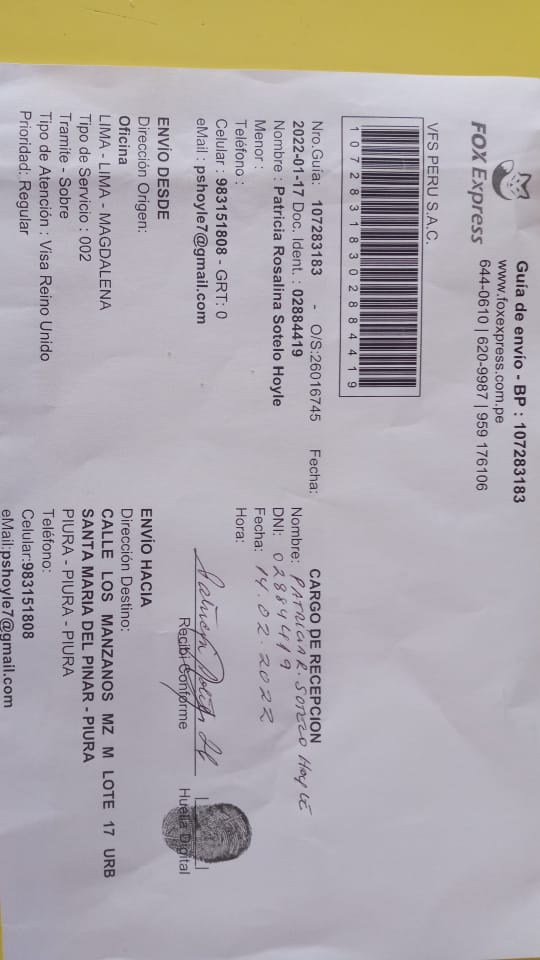 Guía de envío - BP : 107283183
www.foxexpress.com.pe
644-0610 | 620-9987 | 959 176106
FOX Express
VFS PERU S.A.C.
10728318302884419
Nro.Guía: 107283183 - O/S:26016745 Fecha:
2022-01-17 Doc. Ident. : 02884419
Nombre : Patricia Rosalina Sotelo Hoyle
Menor :
Teléfono :
Celular : 983151808 - GRT: 0
eMail : pshoyle7@gmail.com
ENVÍO DESDE
Dirección Origen:
Oficina
LIMA - LIMA - MAGDALENA
Tipo de Servicio : 002
Tramite - Sobre
Tipo de Atención : Visa Reino Unido
Prioridad: Regular
CARGO DE RECEPCION
Nombre: PATRICIA R. SOTELO HOYLE
DNI: 02884419
Fecha: 14.02.2022
Hora:
Recibí Conforme
Huella Digital
ENVÍO HACIA
Dirección Destino:
CALLE LOS MANZANOS MZ M LOTE 17 URB
SANTA MARIA DEL PINAR - PIURA
PIURA - PIURA - PIURA
Teléfono:
Celular:983151808
eMail:pshoyle7@gmail.com